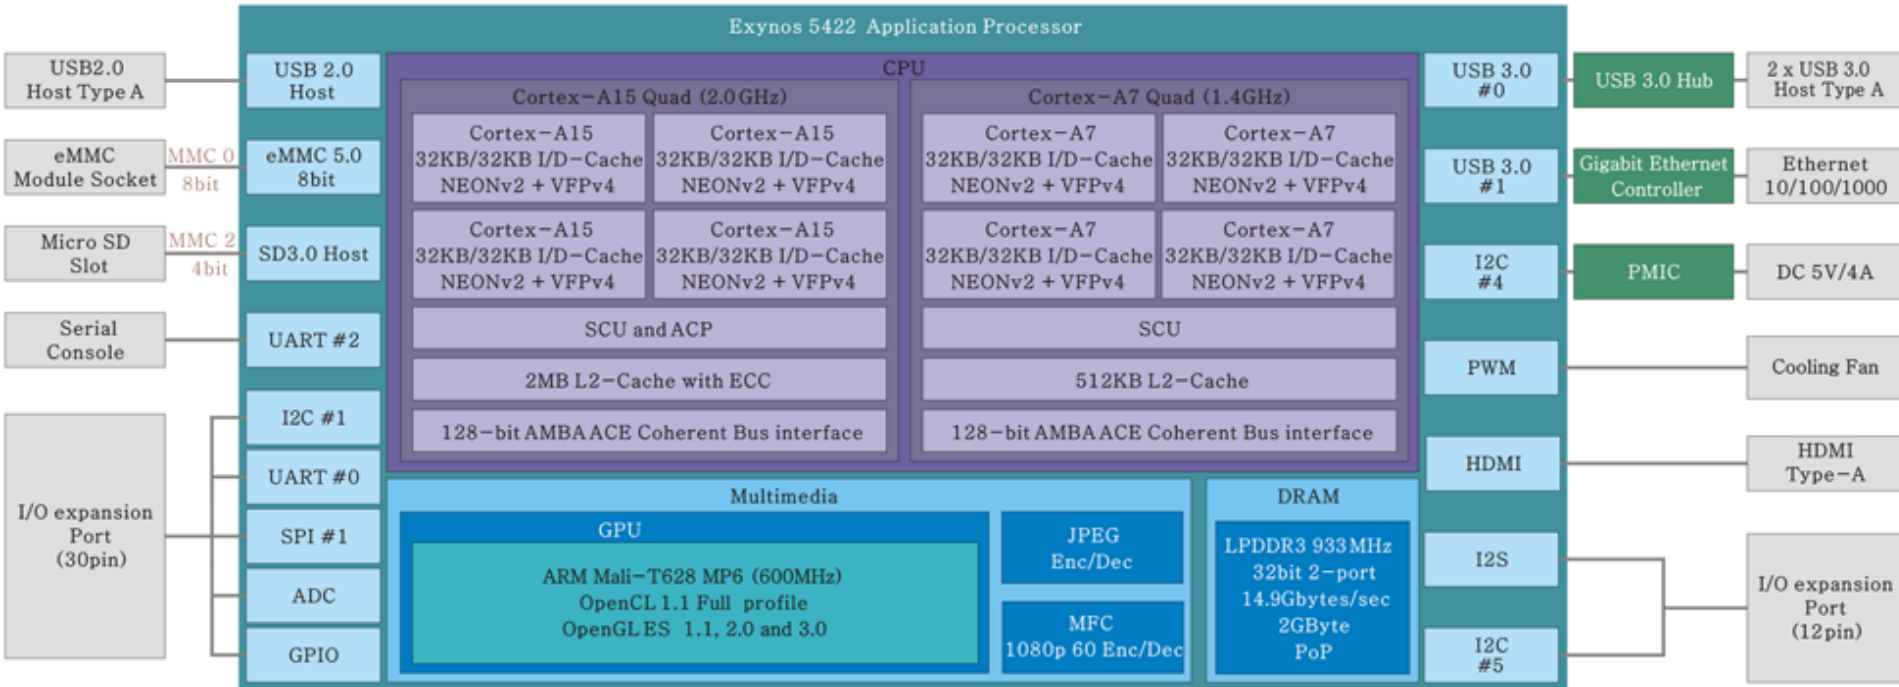 Exynos 5422 Application Processor
USB2.0
Host Type A
USB 2.0
Host
eMMC
Module Socket
MMC 0
8bit
eMMC 5.0
8bit
Micro SD
Slot
MMC 2
4bit
SD3.0 Host
Serial
Console
UART #2
I/O expansion
Port
(30pin)
I2C #1
UART #0
SPI #1
ADC
GPIO
CPU
Cortex-A15 Quad (2.0GHz)
Cortex-A15
32KB/32KB I/D-Cache
NEONv2 + VFPv4
Cortex-A15
32KB/32KB I/D-Cache
NEONv2 + VFPv4
Cortex-A15
32KB/32KB I/D-Cache
NEONv2 + VFPv4
Cortex-A15
32KB/32KB I/D-Cache
NEONv2 + VFPv4
SCU and ACP
2MB L2-Cache with ECC
128-bit AMBA ACE Coherent Bus interface
Cortex-A7 Quad (1.4GHz)
Cortex-A7
32KB/32KB I/D-Cache
NEONv2 + VFPv4
Cortex-A7
32KB/32KB I/D-Cache
NEONv2 + VFPv4
Cortex-A7
32KB/32KB I/D-Cache
NEONv2 + VFPv4
Cortex-A7
32KB/32KB I/D-Cache
NEONv2 + VFPv4
SCU
512KB L2-Cache
128-bit AMBA ACE Coherent Bus interface
Multimedia
GPU
ARM Mali-T628 MP6 (600MHz)
OpenCL 1.1 Full profile
OpenGL ES 1.1, 2.0 and 3.0
JPEG
Enc/Dec
MFC
1080p 60 Enc/Dec
DRAM
LPDDR3 933MHz
32bit 2-port
14.9Gbytes/sec
2GByte
PoP
USB 3.0
#0
USB 3.0 Hub
2 x USB 3.0
Host Type A
USB 3.0
#1
Gigabit Ethernet
Controller
Ethernet
10/100/1000
I2C
#4
PMIC
DC 5V/4A
PWM
Cooling Fan
HDMI
HDMI
Type-A
I2S
I2C
#5
I/O expansion
Port
(12pin)